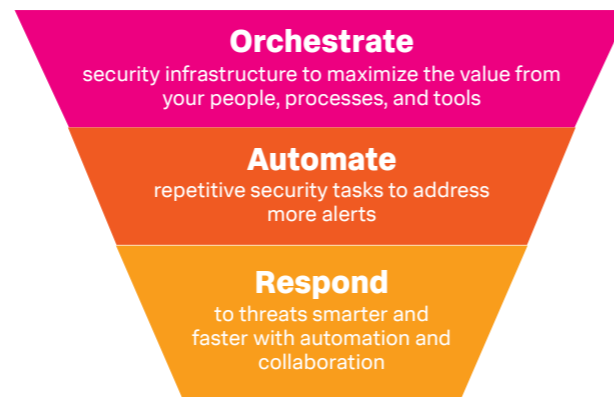 Orchestrate
security infrastructure to maximize the value from
your people, processes, and tools
Automate
repetitive security tasks to address
more alerts
Respond
to threats smarter and
faster with automation and
collaboration